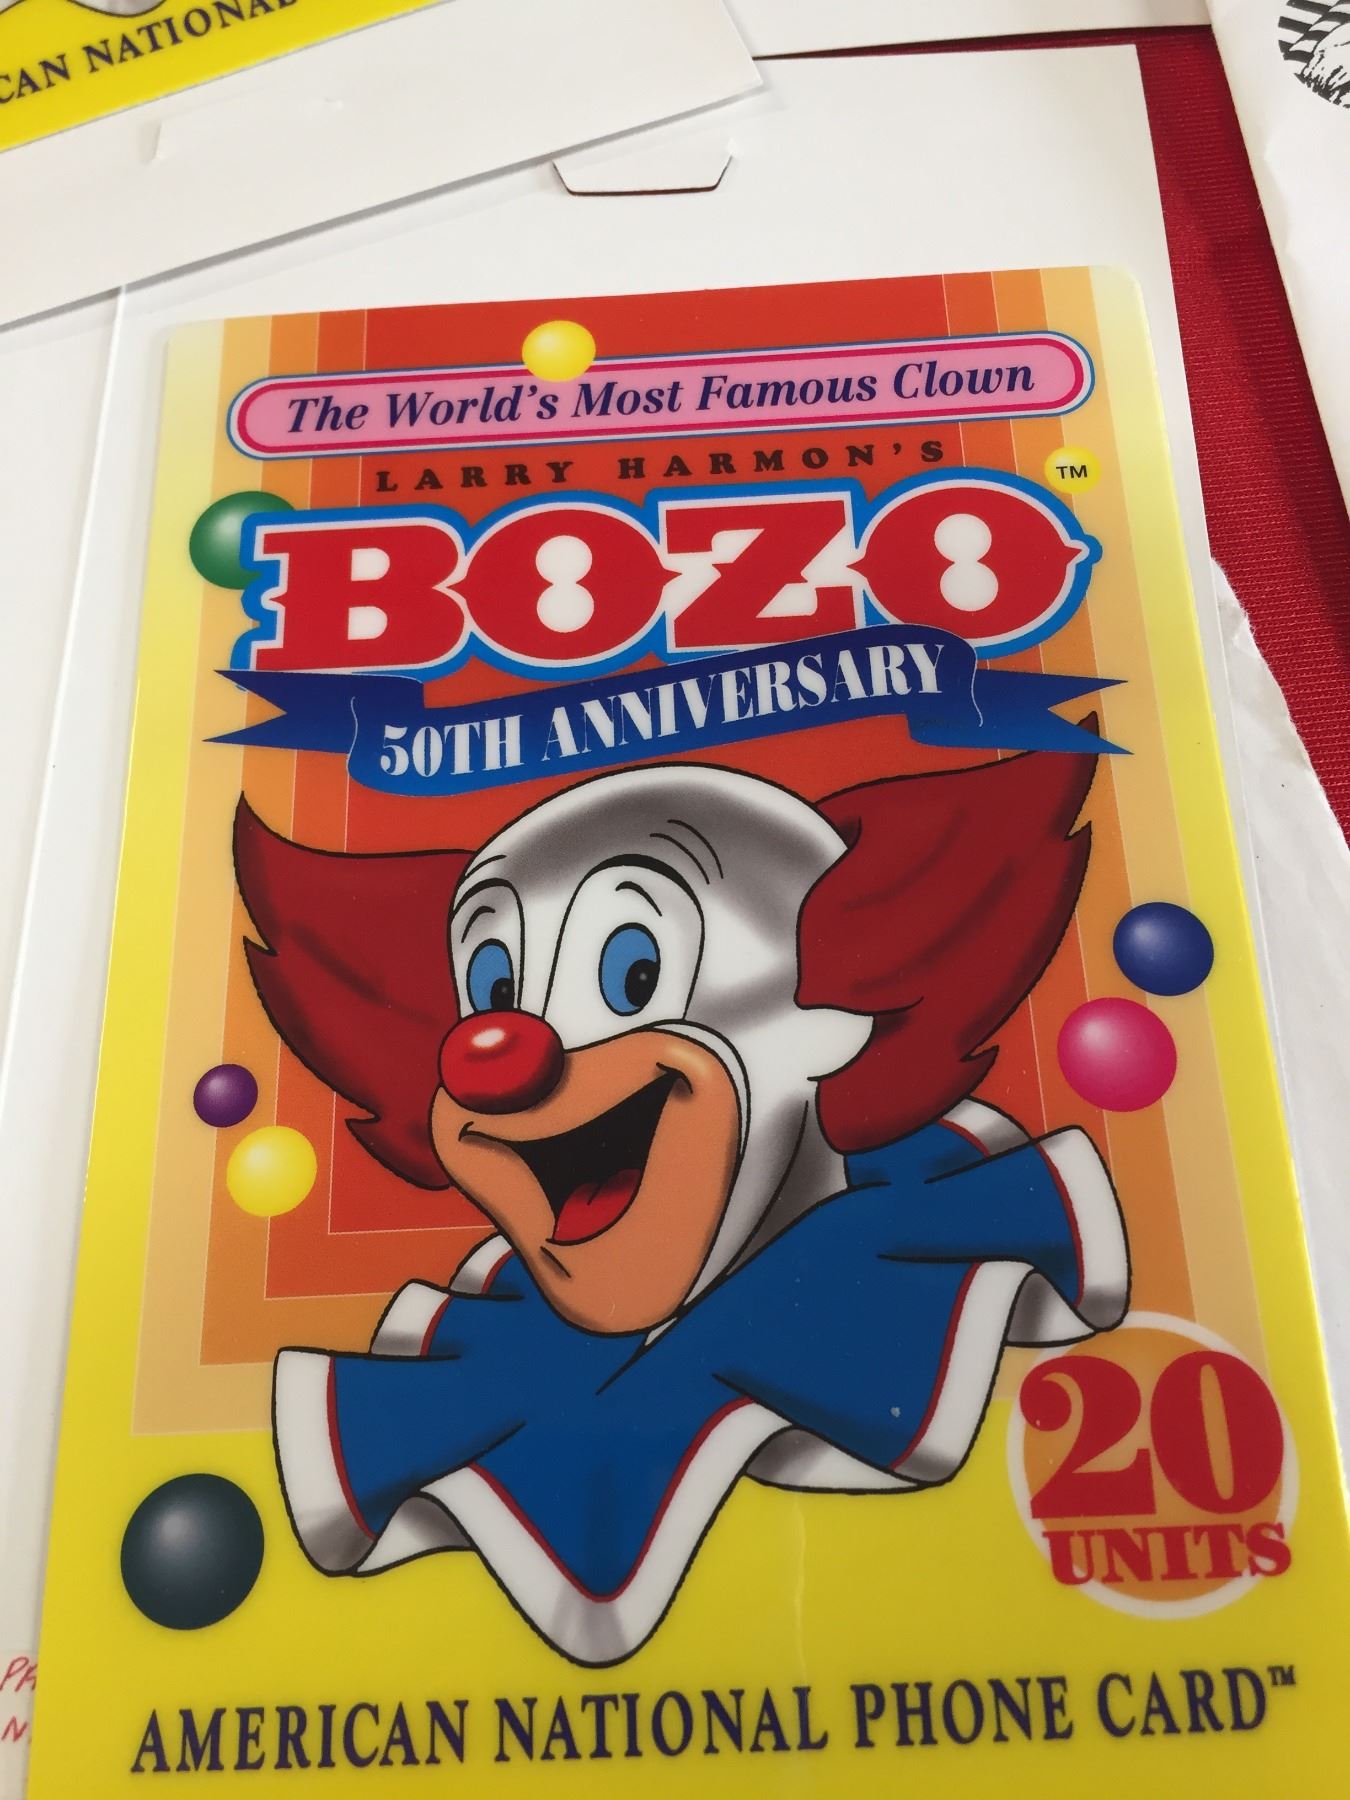 CAN NATIONAL
The World's Most Famous Clown
LARRY HARMON'S
BOZO TM
50TH ANNIVERSARY
20
UNITS
AMERICAN NATIONAL PHONE CARD™
PA
N.